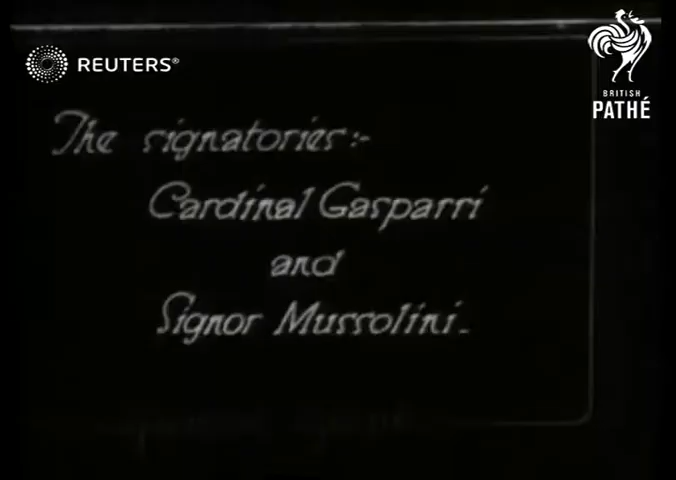 REUTERS®
BRITISH
PATHÉ
The signatories:-
Cardinal Gasparri
and
Signor Mussolini.